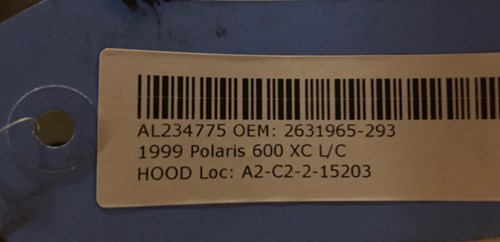 AL234775 OEM: 2631965-293
1999 Polaris 600 XC L/C
HOOD Loc: A2-C2-2-15203